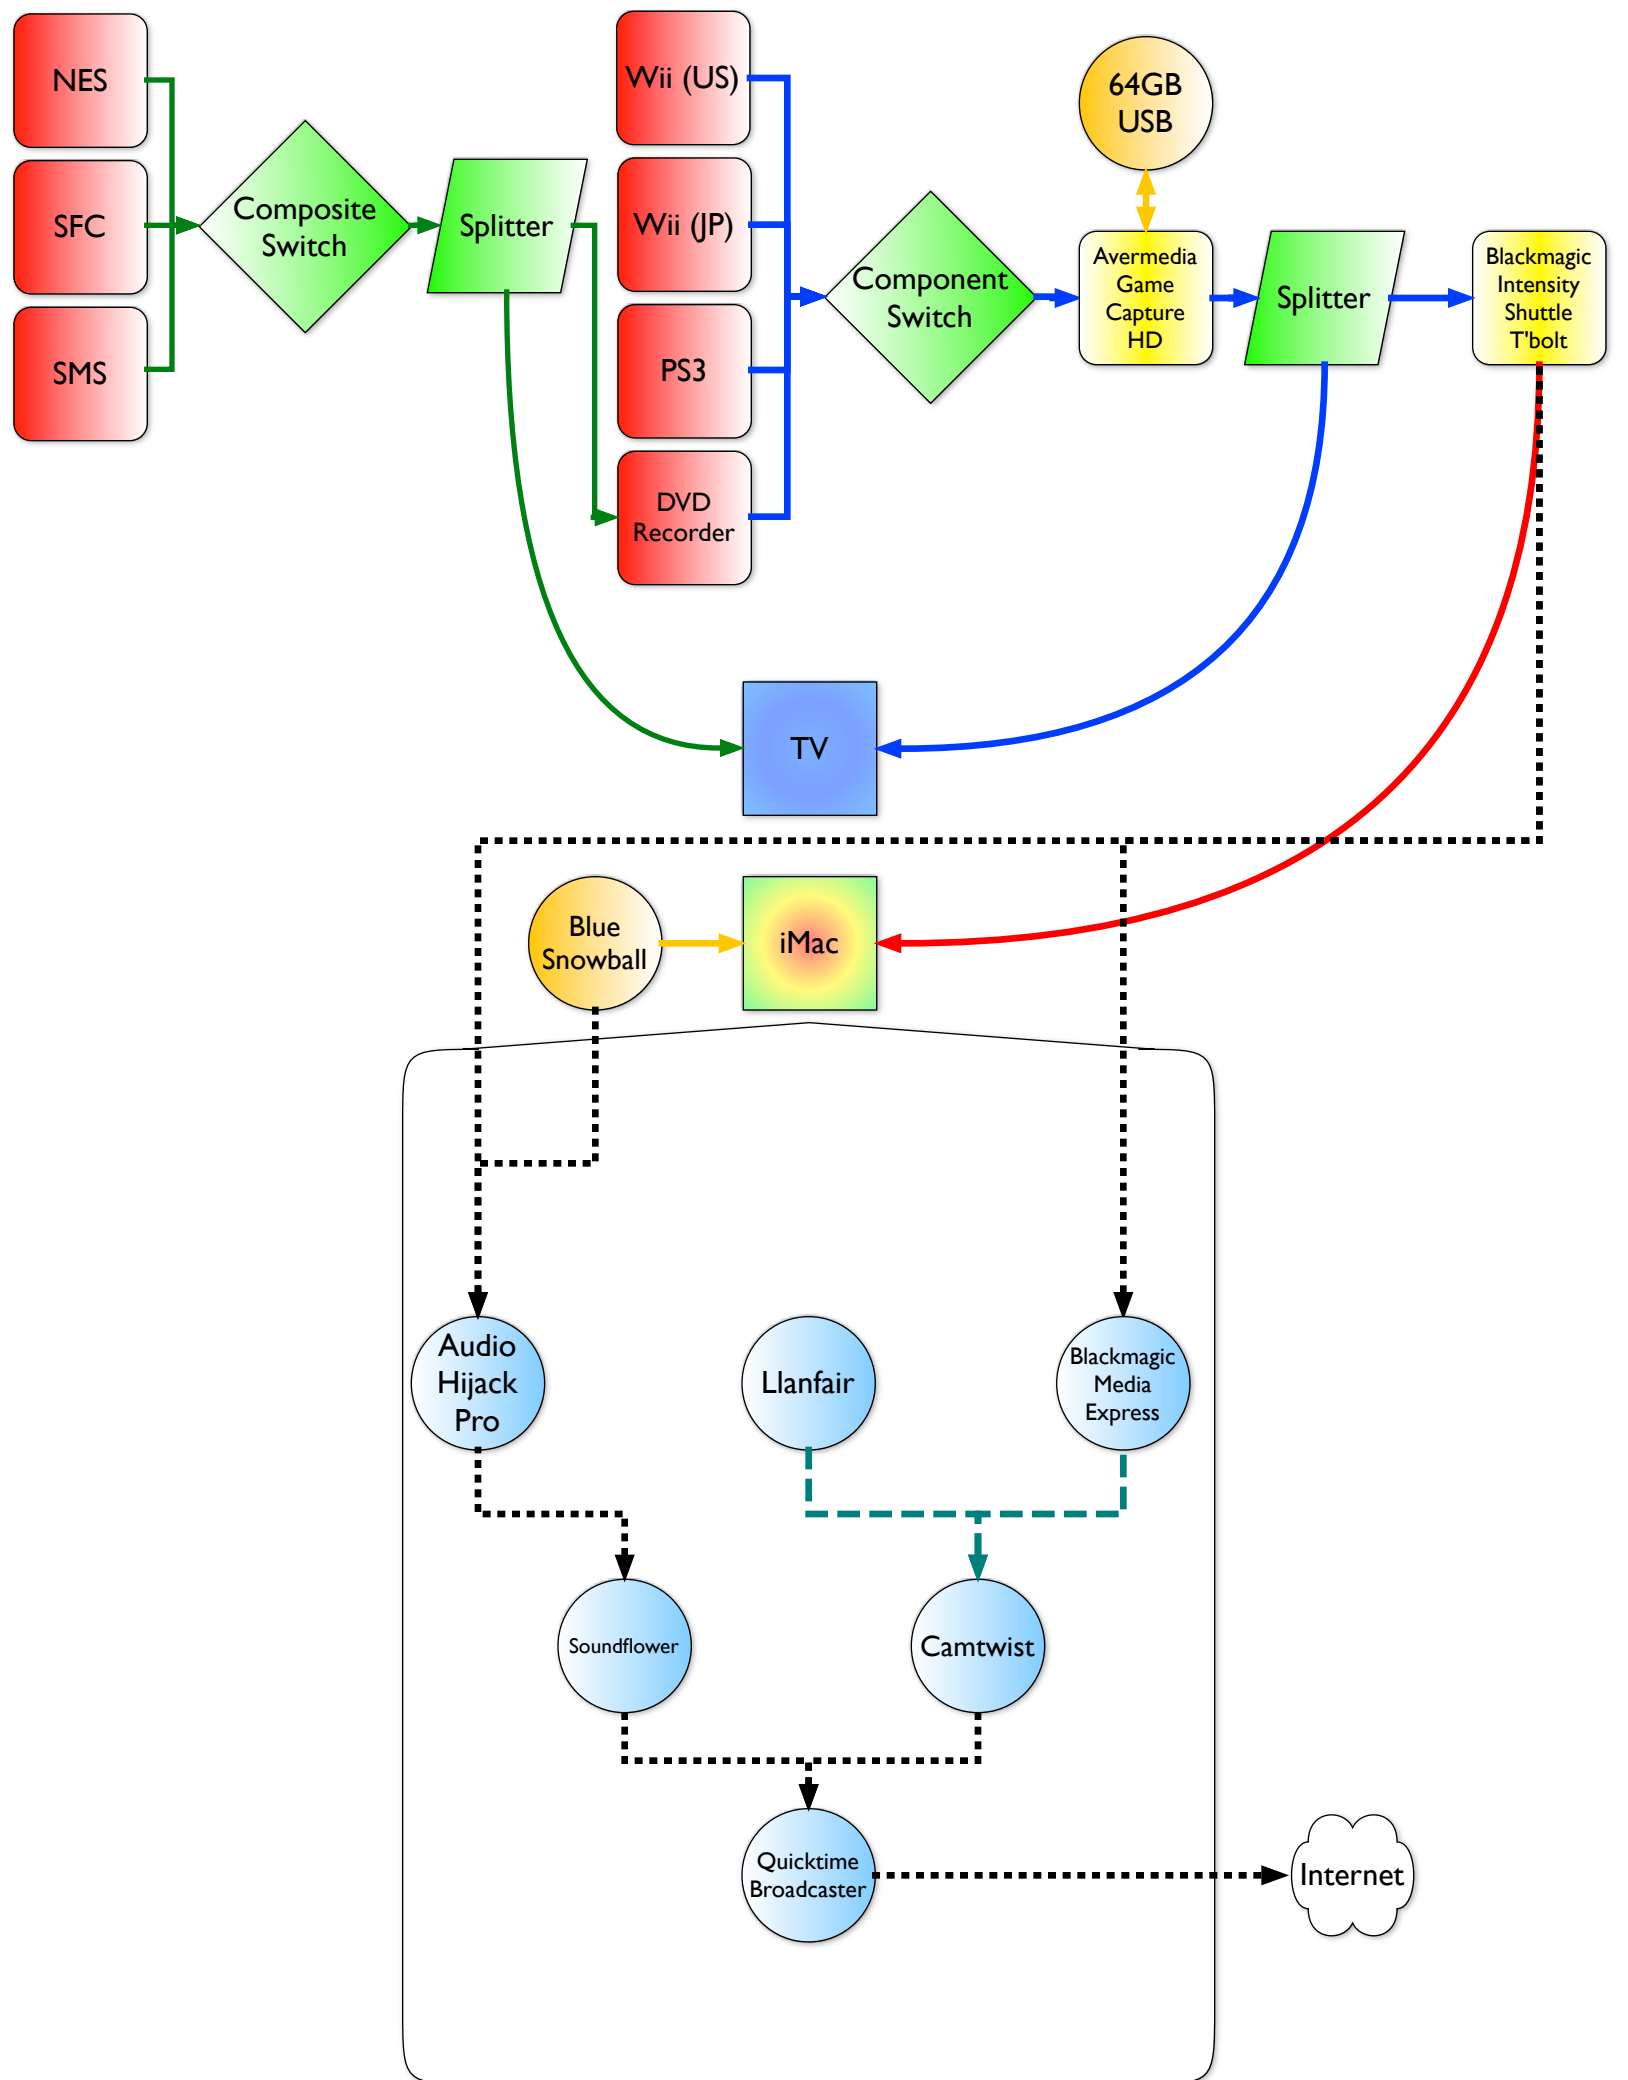 NES
SFC
SMS
Composite
Switch
Splitter
Wii (US)
Wii (JP)
PS3
DVD
Recorder
Component
Switch
64GB
USB
Avermedia
Game
Capture
HD
Splitter
Blackmagic
Intensity
Shuttle
T'bolt
TV
Blue
Snowball
iMac
Audio
Hijack
Pro
Llanfair
Blackmagic
Media
Express
Soundflower
Camtwist
Quicktime
Broadcaster
Internet